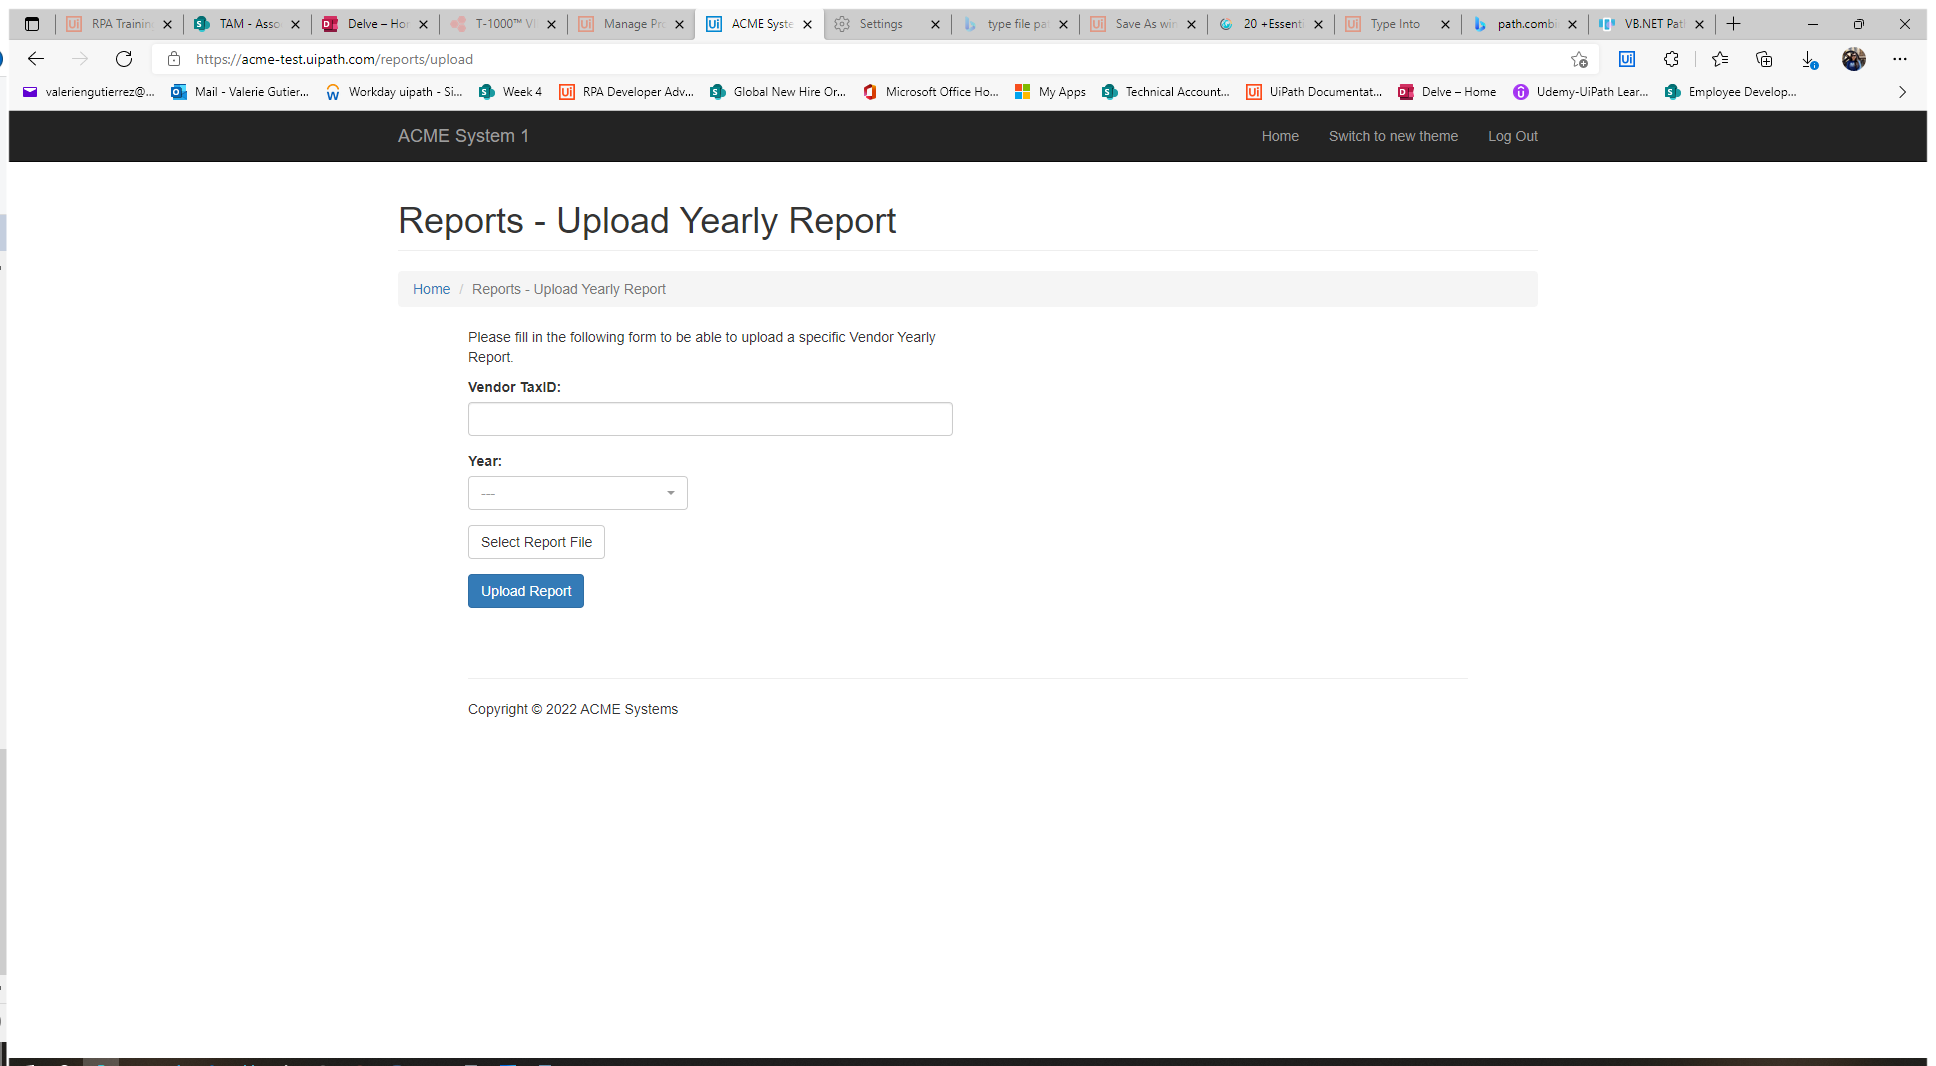 RPA Training
TAM - Asso
Delve – Hor
T-1000™ VI
Manage Pro
ACME Syste
Settings
type file pa
Save As win
20 +Essenti
Type Into
path.combi
VB.NET Pat
https://acme-test.uipath.com/reports/upload
valeriengutierrez@...
Mail - Valerie Gutier...
Workday uipath - Si...
Week 4
RPA Developer Adv...
Global New Hire Or...
Microsoft Office Ho...
My Apps
Technical Account...
UiPath Documentat...
Delve – Home
Udemy-UiPath Lear...
Employee Develop...
ACME System 1
Home
Switch to new theme
Log Out
Reports - Upload Yearly Report
Home / Reports - Upload Yearly Report
Please fill in the following form to be able to upload a specific Vendor Yearly
Report.
Vendor TaxID:
Year:
---
Select Report File
Upload Report
Copyright © 2022 ACME Systems